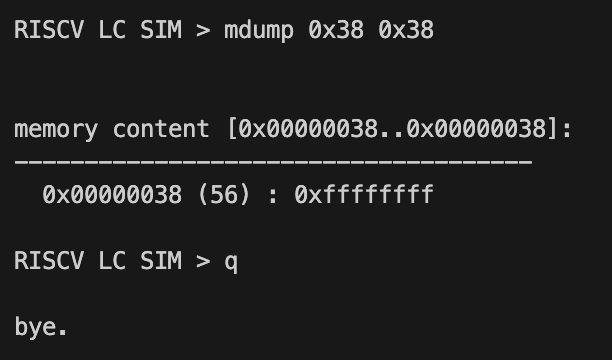 RISCV LC SIM > mdump 0x38 0x38
memory content [0x00000038..0x00000038]:
-------------------------------------
0x00000038 (56) : 0xffffffff
RISCV LC SIM > q
bye.